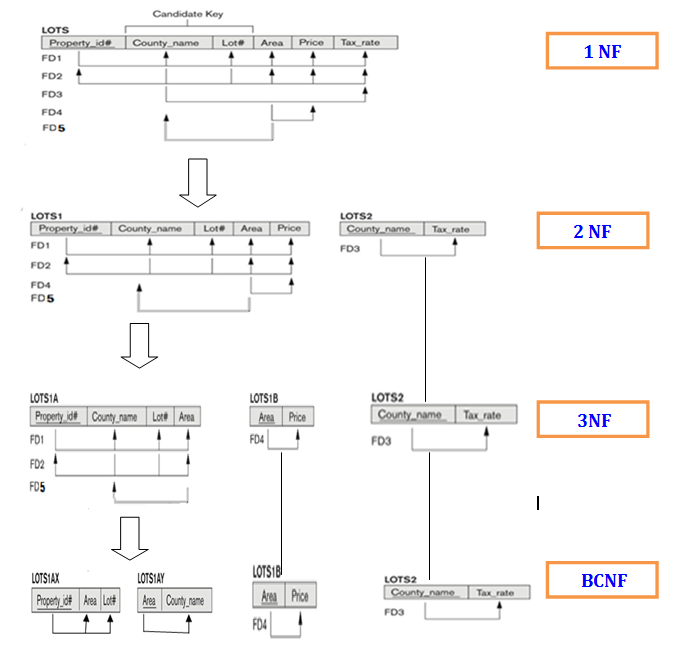 Candidate Key
LOTS
Property_id# County_name Lot# Area Price Tax_rate
1 NF
FD1
FD2
FD3
FD4
FD5
LOTS1
Property_id# County_name Lot# Area Price
LOTS2
County_name Tax_rate
2 NF
FD1
FD2
FD4
FD5
FD3
LOTS1A
Property_id# County_name Lot# Area
LOTS1B
Area Price
LOTS2
County_name Tax_rate
3NF
FD1
FD2
FD5
FD4
FD3
LOTS1AX
Property_id# Area Lot#
LOTS1AY
Area County_name
LOTS1B
Area Price
FD4
LOTS2
County_name Tax_rate
FD3
BCNF